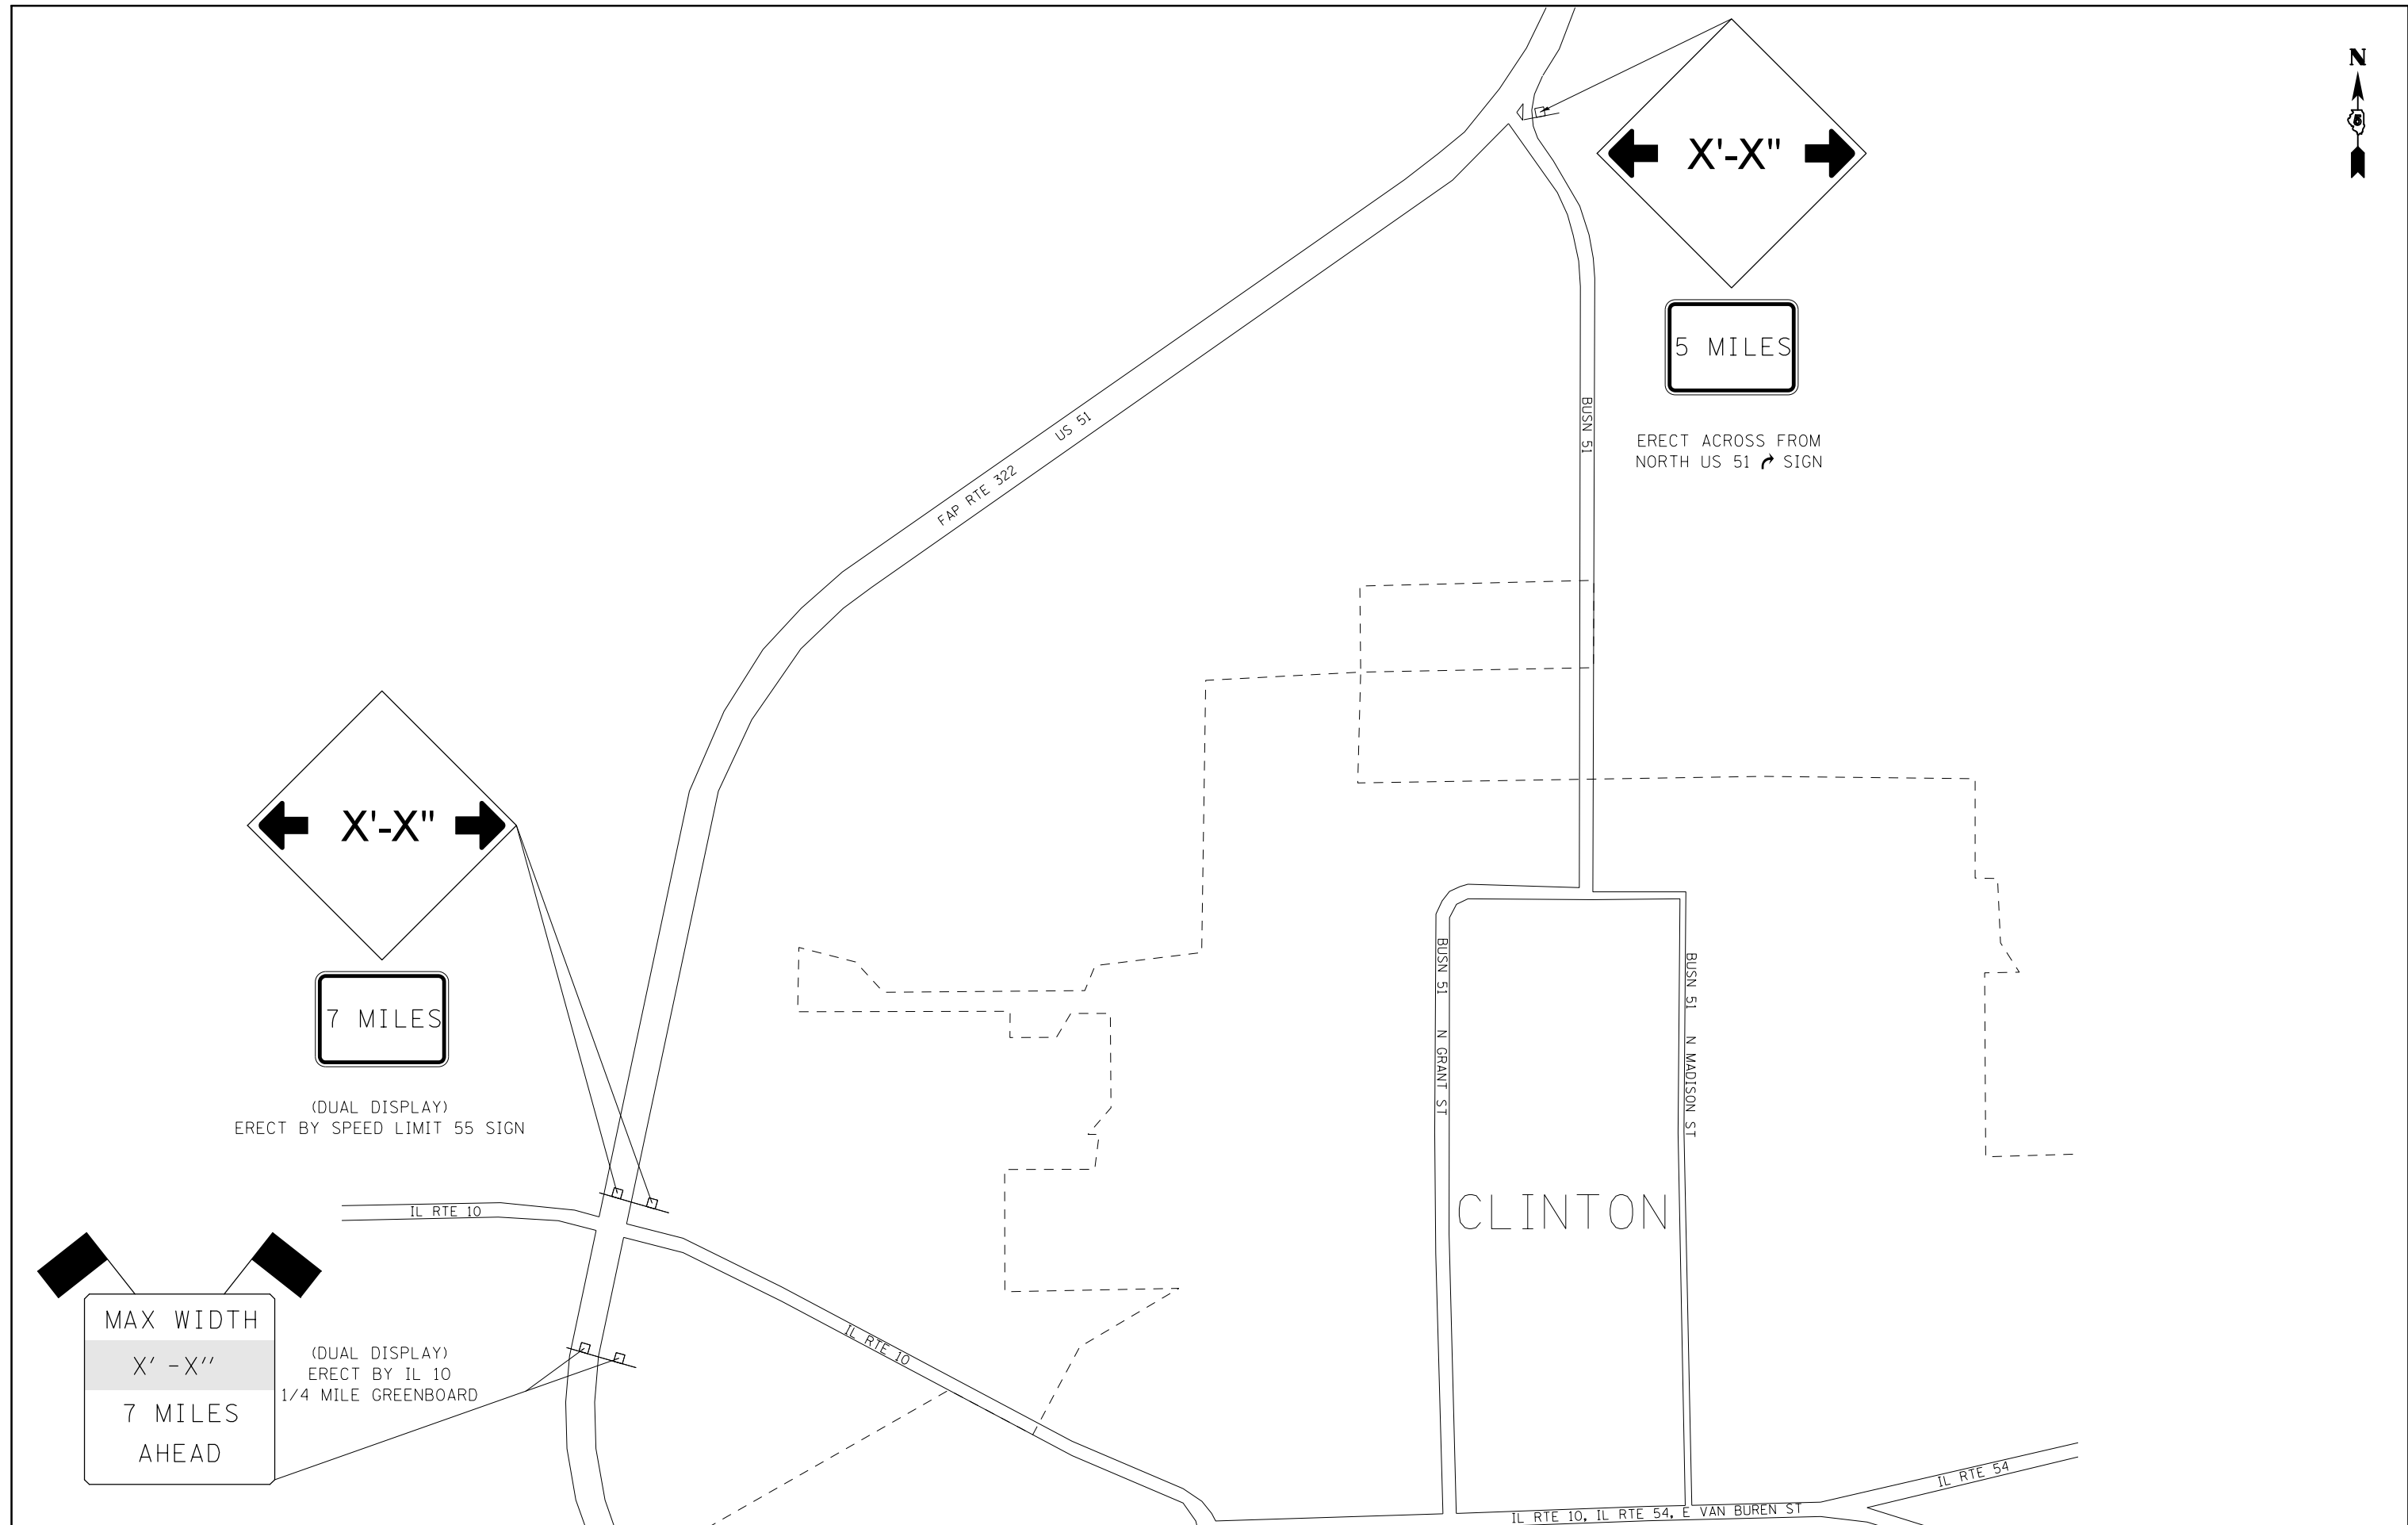 N
5
X'-X"
5 MILES
ERECT ACROSS FROM
NORTH US 51 SIGN
BUSN 51
US 51
FAP RTE 322
X'-X"
7 MILES
(DUAL DISPLAY)
ERECT BY SPEED LIMIT 55 SIGN
BUSN 51 N GRANT ST
BUSN 51 N MADISON ST
CLINTON
IL RTE 10
MAX WIDTH
X' -X''
7 MILES
AHEAD
(DUAL DISPLAY)
ERECT BY IL 10
1/4 MILE GREENBOARD
IL RTE 10
IL RTE 54
IL RTE 10, IL RTE 54, E VAN BUREN ST